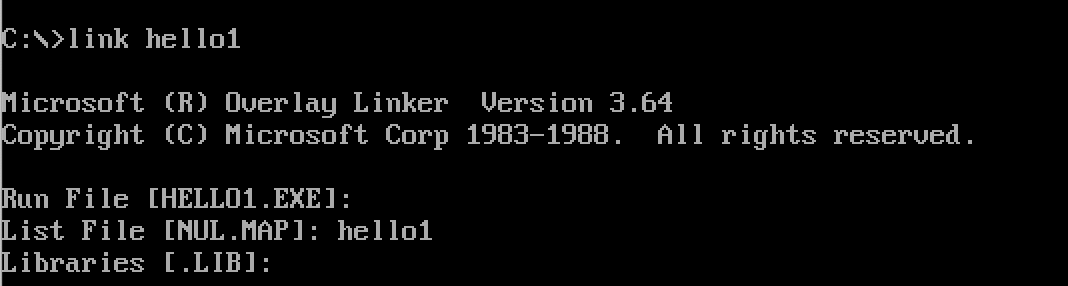 C:\>link hello1
Microsoft (R) Overlay Linker  Version 3.64
Copyright (C) Microsoft Corp 1983-1988.  All rights reserved.
Run File [HELLO1.EXE]:
List File [NUL.MAP]: hello1
Libraries [.LIB]: